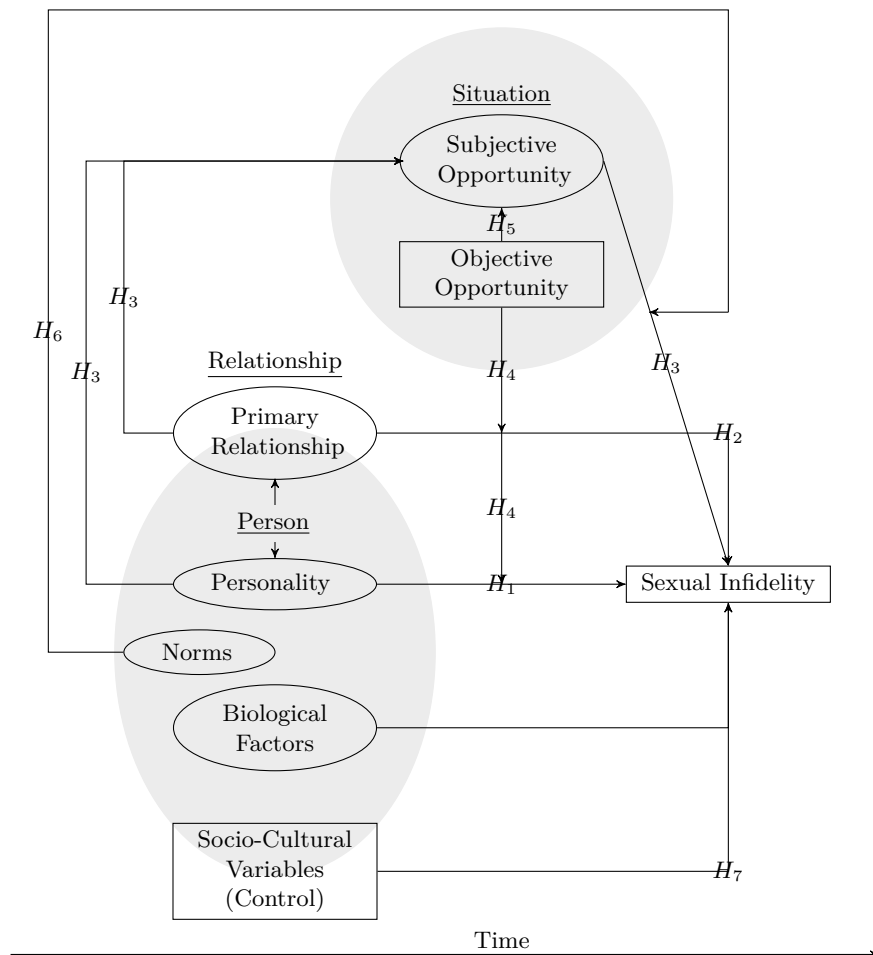 Situation
Subjective
Opportunity
H5
Objective
Opportunity
H3
H6
H3
H4
H3
Relationship
Primary
Relationship
H2
H4
Person
Personality
H1
Sexual Infidelity
Norms
Biological
Factors
Socio-Cultural
Variables
(Control)
H7
Time